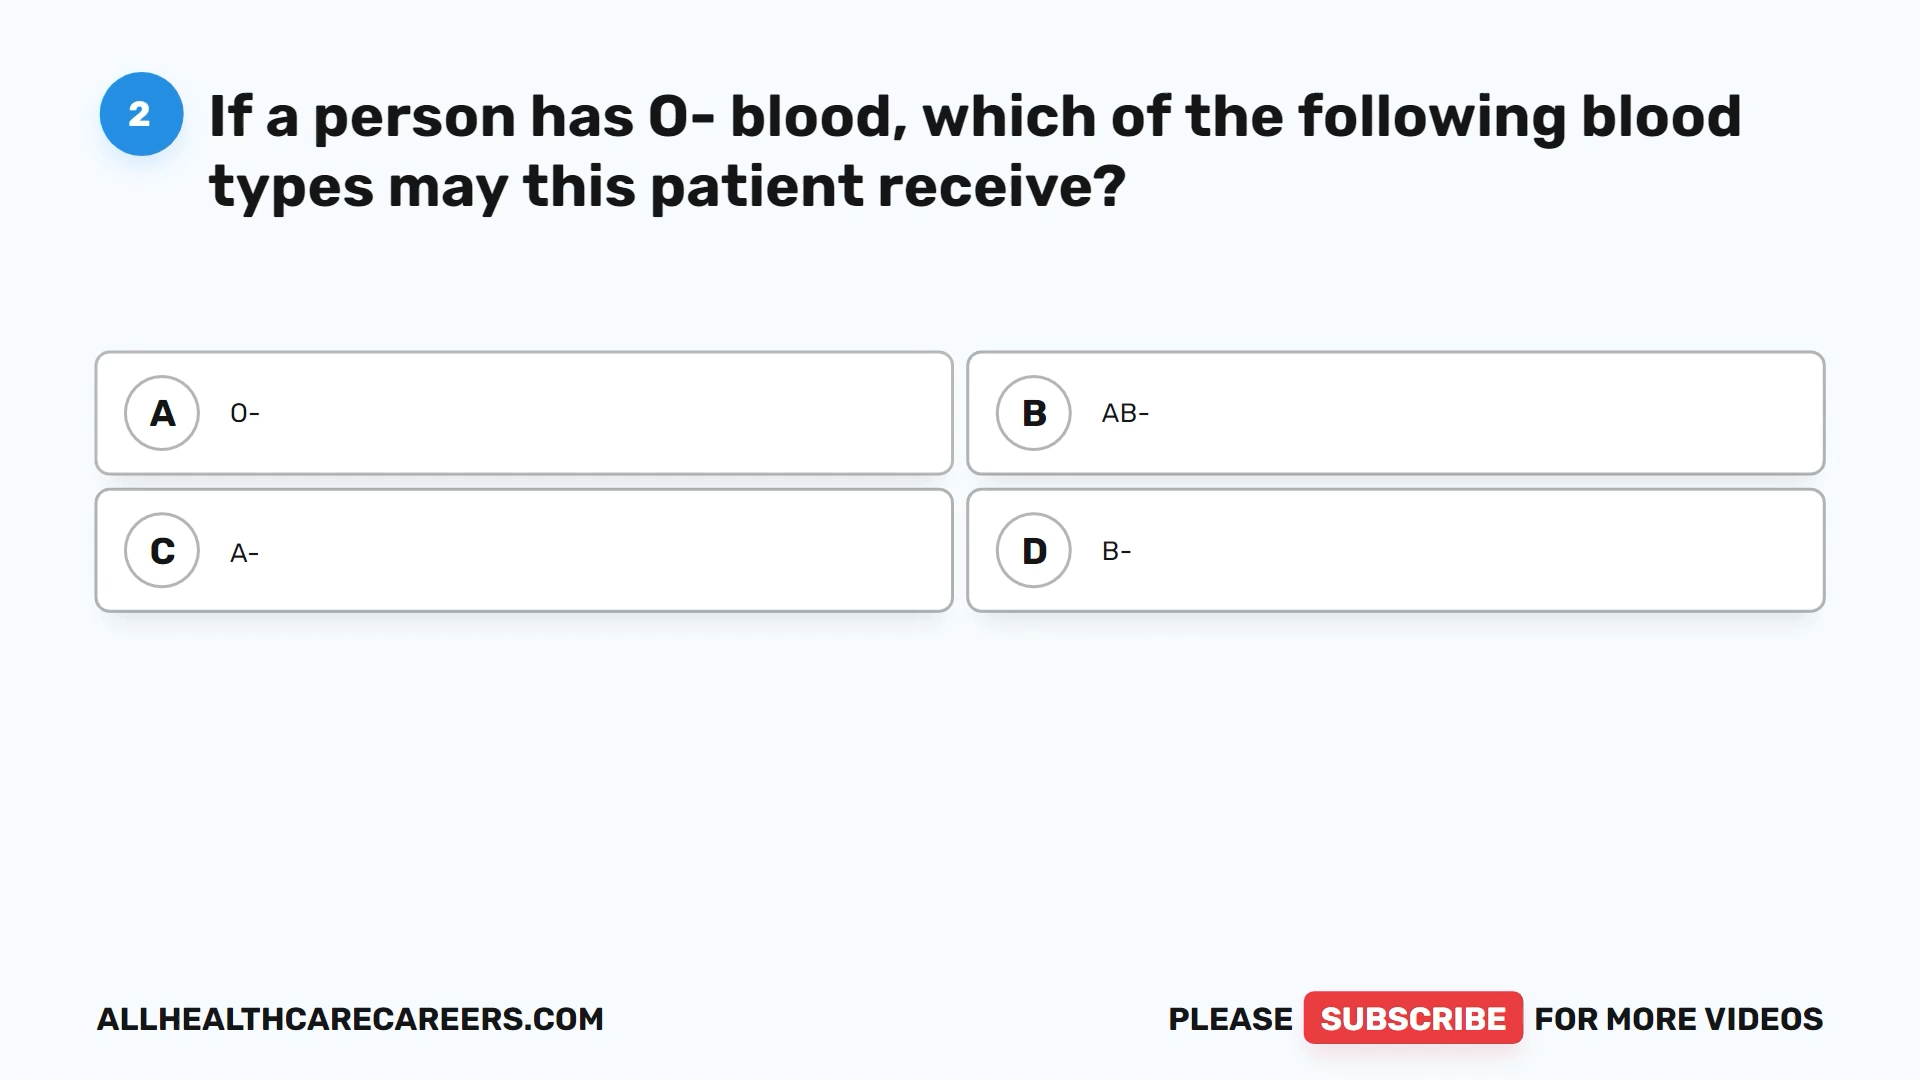 2
If a person has O- blood, which of the following blood
types may this patient receive?
A O-
B AB-
C A-
D B-
ALLHEALTHCARECAREERS.COM
PLEASE SUBSCRIBE FOR MORE VIDEOS